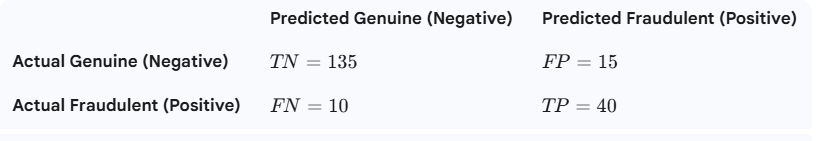 Predicted Genuine (Negative) Predicted Fraudulent (Positive)
Actual Genuine (Negative) TN = 135 FP = 15
Actual Fraudulent (Positive) FN = 10 TP = 40